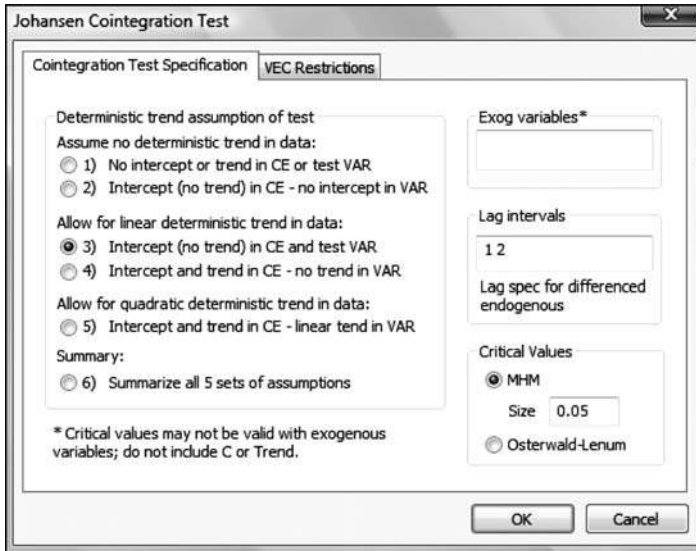 Johansen Cointegration Test
x
Cointegration Test Specification
VEC Restrictions
Deterministic trend assumption of test
Assume no deterministic trend in data:
1) No intercept or trend in CE or test VAR
2) Intercept (no trend) in CE - no intercept in VAR
Allow for linear deterministic trend in data:
3) Intercept (no trend) in CE and test VAR
4) Intercept and trend in CE - no trend in VAR
Allow for quadratic deterministic trend in data:
5) Intercept and trend in CE - linear tend in VAR
Summary:
6) Summarize all 5 sets of assumptions
* Critical values may not be valid with exogenous
variables; do not include C or Trend.
Exog variables*
Lag intervals
1 2
Lag spec for differenced
endogenous
Critical Values
MHM
Size 0.05
Osterwald-Lenum
OK
Cancel